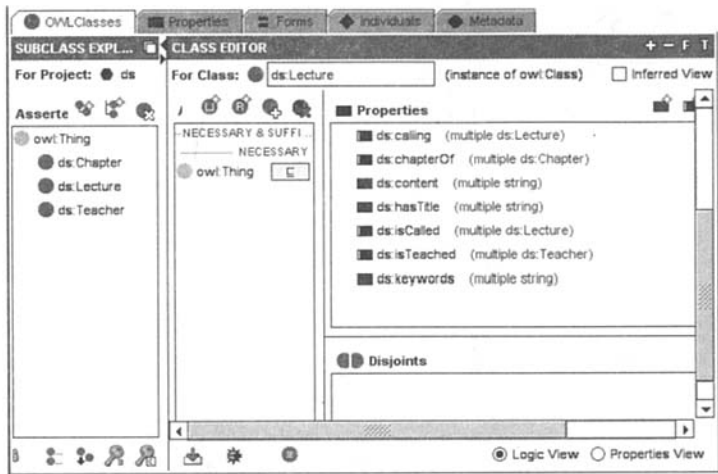 OWLClasses Properties Forms Individuals Metadata
SUBCLASS EXPL... CLASS EDITOR + - F T
For Project: ds For Class: ds:Lecture (instance of owl:Class) Inferred View
Asserte Properties
NECESSARY & SUFFI...
NECESSARY
owl:Thing
ds:Chapter
ds:Lecture
ds:Teacher
owl:Thing ⊑
ds:calling (multiple ds:Lecture)
ds:chapterOf (multiple ds:Chapter)
ds:content (multiple string)
ds:hasTitle (multiple string)
ds:isCalled (multiple ds:Lecture)
ds:isTeached (multiple ds:Teacher)
ds:keywords (multiple string)
Disjoints
Logic View Properties View